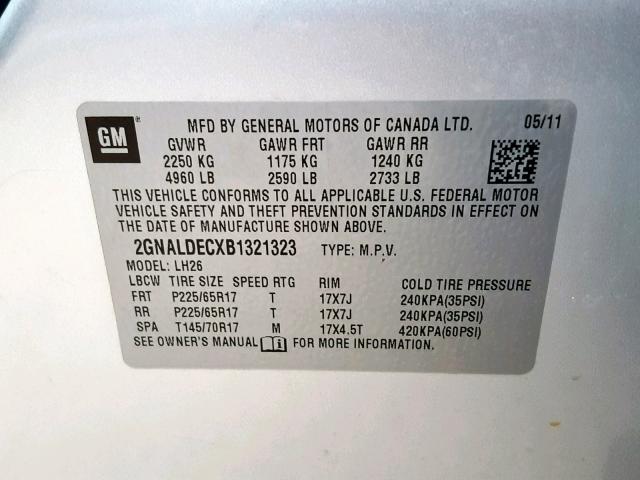 GM ®
MFD BY GENERAL MOTORS OF CANADA LTD. 05/11
GVWR GAWR FRT GAWR RR
2250 KG 1175 KG 1240 KG
4960 LB 2590 LB 2733 LB
THIS VEHICLE CONFORMS TO ALL APPLICABLE U.S. FEDERAL MOTOR
VEHICLE SAFETY AND THEFT PREVENTION STANDARDS IN EFFECT ON
THE DATE OF MANUFACTURE SHOWN ABOVE.
2GNALDECXB1321323 TYPE: M.P.V.
MODEL: LH26
LBCW TIRE SIZE SPEED RTG RIM COLD TIRE PRESSURE
FRT P225/65R17 T 17X7J 240KPA(35PSI)
RR P225/65R17 T 17X7J 240KPA(35PSI)
SPA T145/70R17 M 17X4.5T 420KPA(60PSI)
SEE OWNER'S MANUAL FOR MORE INFORMATION.